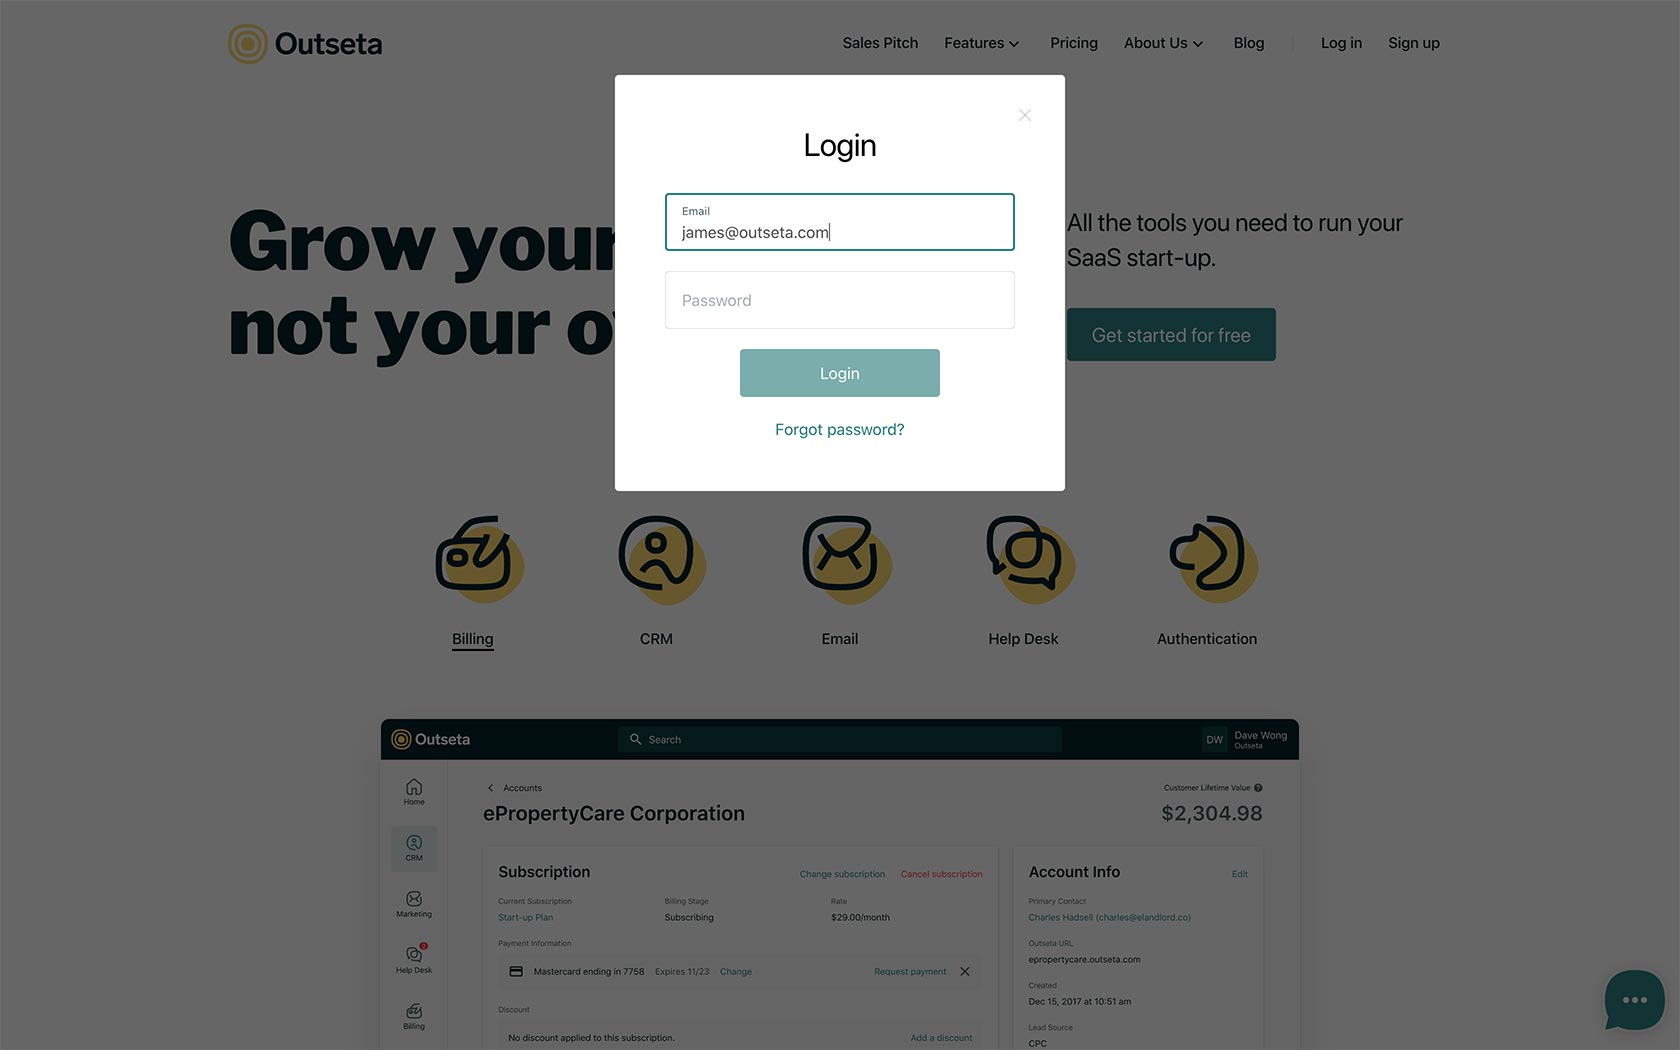 Outseta
Sales Pitch Features Pricing About Us Blog Log in Sign up
Login
Email
james@outseta.com
Password
Login
Forgot password?
Grow your
not your o
All the tools you need to run your
SaaS start-up.
Get started for free
Billing CRM Email Help Desk Authentication
Outseta
Search
DW
Dave Wong
Outseta
Home
CRM
Marketing
2
Help Desk
Billing
Accounts
ePropertyCare Corporation
Customer Lifetime Value ?
$2,304.98
Subscription
Change subscription Cancel subscription
Current Subscription Billing Stage Rate
Start-up Plan Subscribing $29.00/month
Payment Information
Mastercard ending in 7758 Expires 11/23 Change Request payment
Discount
No discount applied to this subscription. Add a discount
Account Info Edit
Primary Contact
Charles Hadsell (charles@elandlord.co)
Outseta URL
epropertycare.outseta.com
Created
Dec 15, 2017 at 10:51 am
Lead Source
CPC